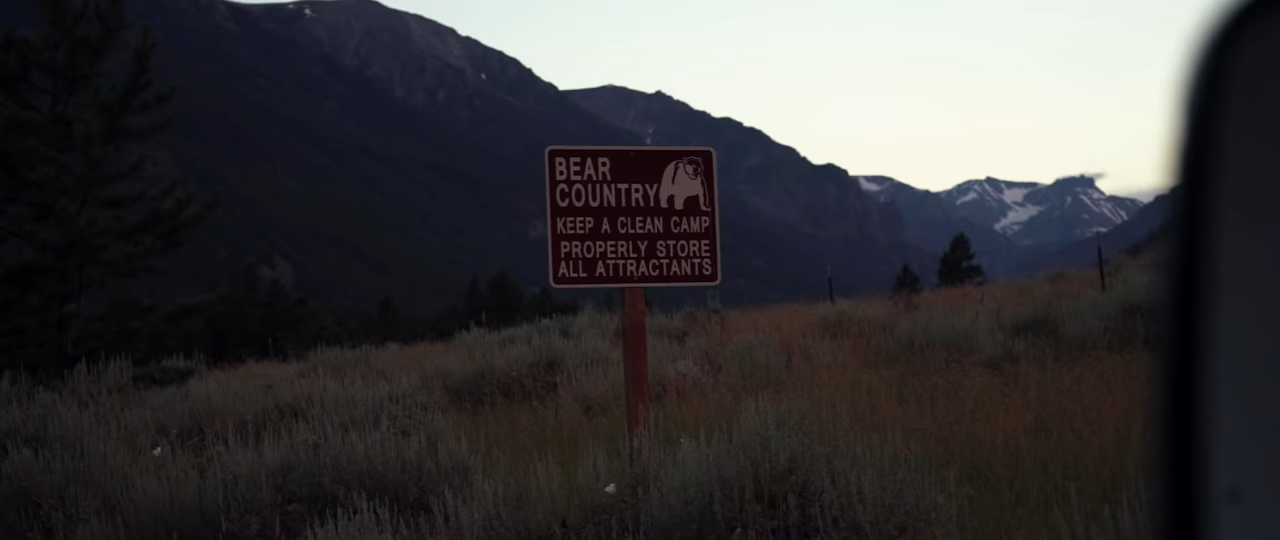 BEAR
COUNTRY
KEEP A CLEAN CAMP
PROPERLY STORE
ALL ATTRACTANTS